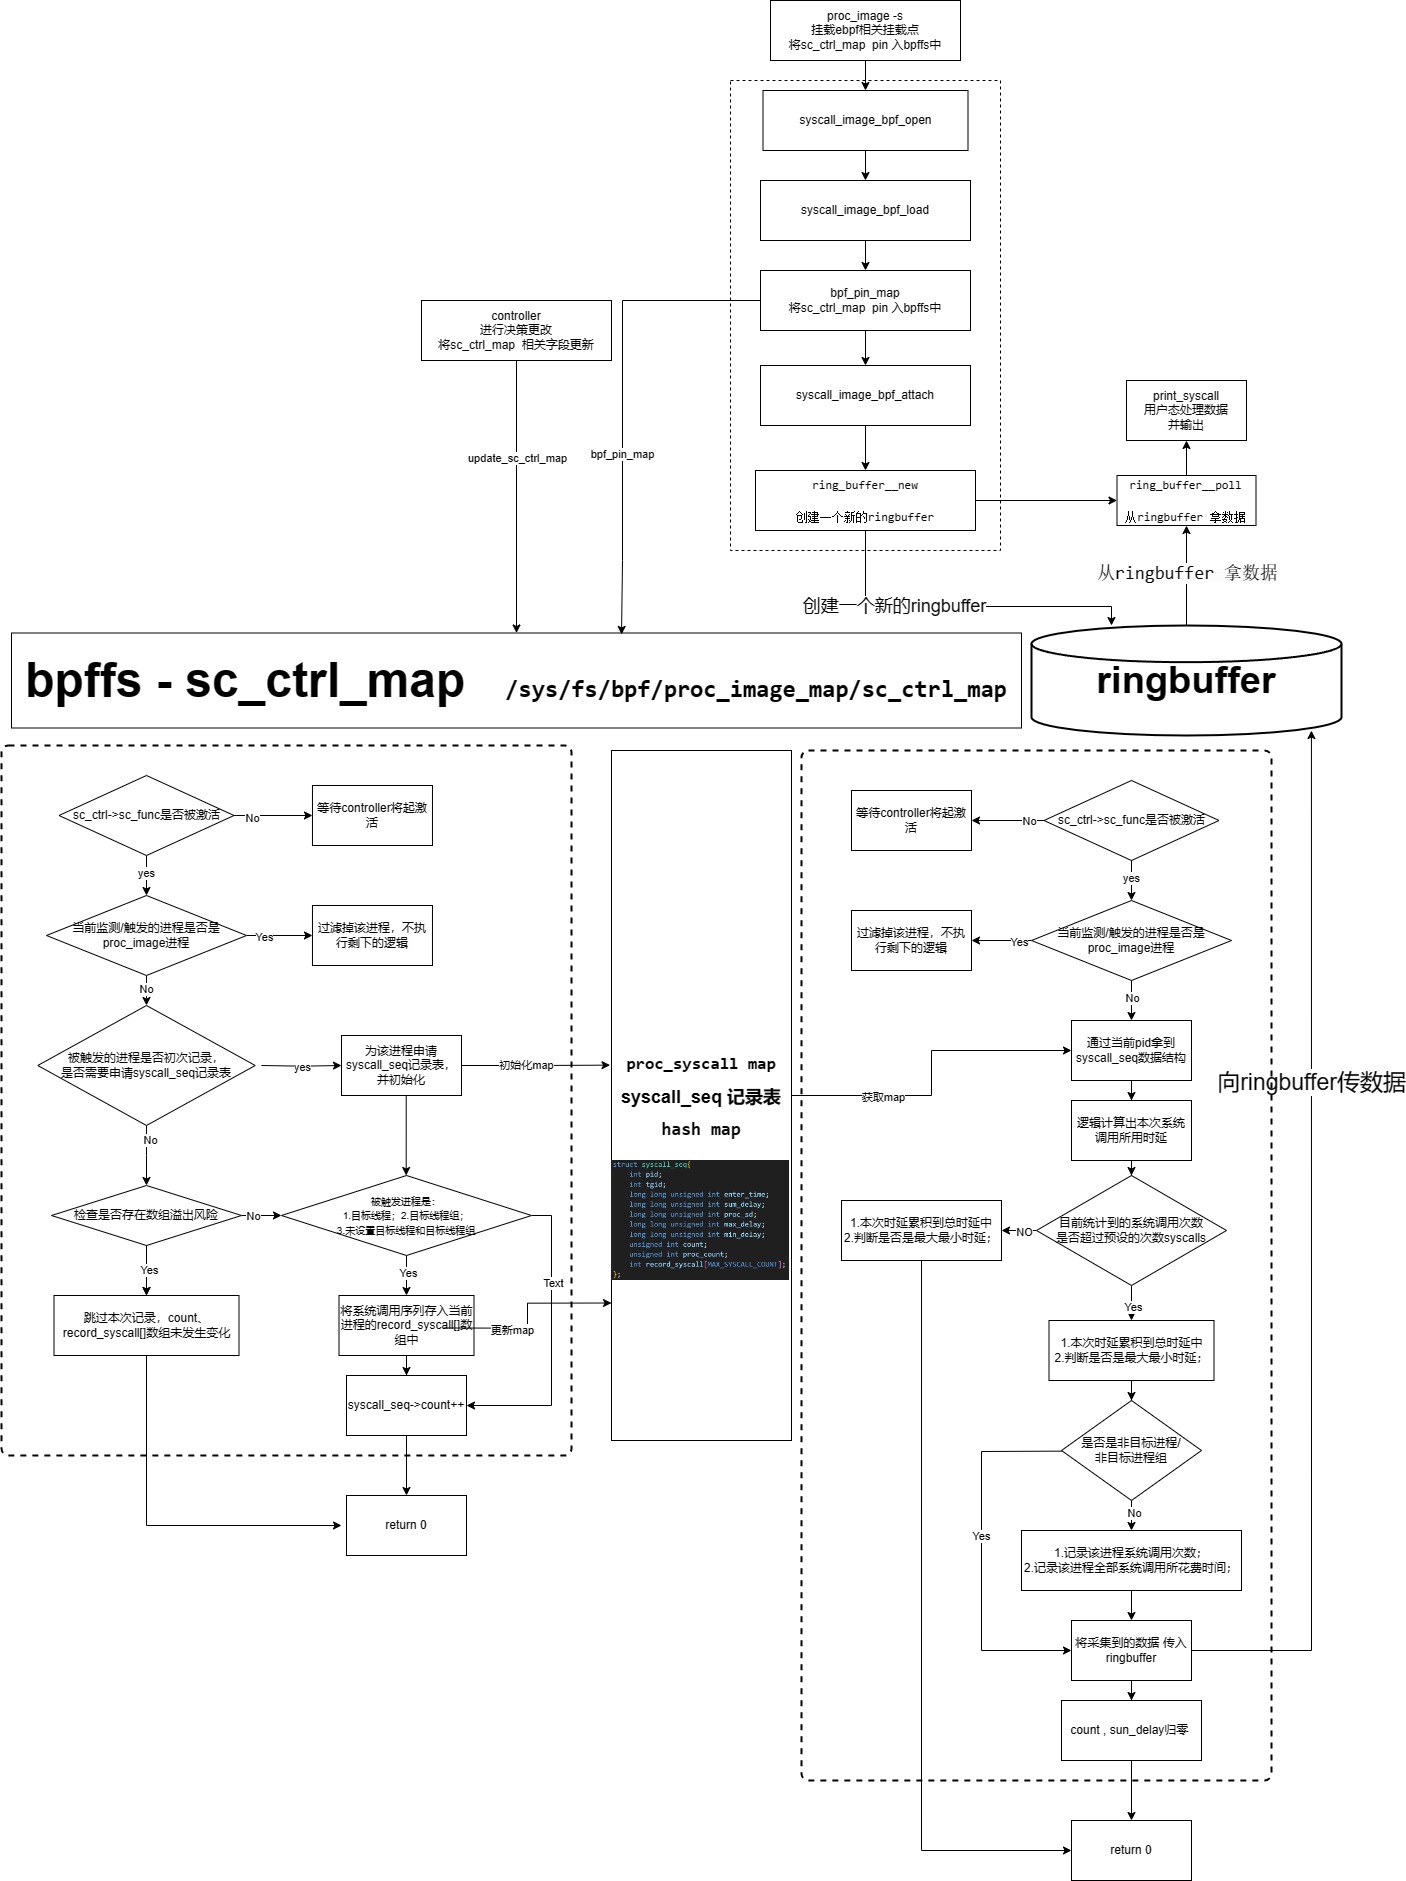 proc_image -s
挂载ebpf相关挂载点
将sc_ctrl_map  pin 入bpffs中
syscall_image_bpf_open
syscall_image_bpf_load
bpf_pin_map
将sc_ctrl_map  pin 入bpffs中
controller
进行决策更改
将sc_ctrl_map  相关字段更新
syscall_image_bpf_attach
print_syscall
用户态处理数据
并输出
update_sc_ctrl_map
bpf_pin_map
ring_buffer__new
创建一个新的ringbuffer
ring_buffer__poll
从ringbuffer 拿数据
从ringbuffer 拿数据
创建一个新的ringbuffer
bpffs - sc_ctrl_map
/sys/fs/bpf/proc_image_map/sc_ctrl_map
ringbuffer
sc_ctrl->sc_func是否被激活
No
等待controller将起激
活
yes
当前监测/触发的进程是否是
proc_image进程
Yes
过滤掉该进程，不执
行剩下的逻辑
No
被触发的进程是否初次记录，
是否需要申请syscall_seq记录表
yes
为该进程申请
syscall_seq记录表，
并初始化
初始化map
No
检查是否存在数组溢出风险
No
被触发进程是：
1.目标线程；2.目标线程组；
3.未设置目标线程和目标线程组
Yes
Yes
Text
跳过本次记录，count、
record_syscall[]数组未发生变化
将系统调用序列存入当前
进程的record_syscall[]数
组中
更新map
syscall_seq->count++
return 0
proc_syscall map
syscall_seq 记录表
hash map
struct syscall_seq{
int pid;
int tgid;
long long unsigned int enter_time;
long long unsigned int sum_delay;
long long unsigned int proc_sd;
long long unsigned int max_delay;
long long unsigned int min_delay;
unsigned int count;
unsigned int proc_count;
int record_syscall[MAX_SYSCALL_COUNT];
};
等待controller将起激
活
No
sc_ctrl->sc_func是否被激活
yes
过滤掉该进程，不执
行剩下的逻辑
Yes
当前监测/触发的进程是否是
proc_image进程
No
通过当前pid拿到
syscall_seq数据结构
获取map
向ringbuffer传数据
逻辑计算出本次系统
调用所用时延
目前统计到的系统调用次数
是否超过预设的次数syscalls
NO
1.本次时延累积到总时延中
2.判断是否是最大最小时延；
Yes
1.本次时延累积到总时延中
2.判断是否是最大最小时延；
是否是非目标进程/
非目标进程组
No
Yes
1.记录该进程系统调用次数；
2.记录该进程全部系统调用所花费时间；
将采集到的数据 传入
ringbuffer
count , sun_delay归零
return 0